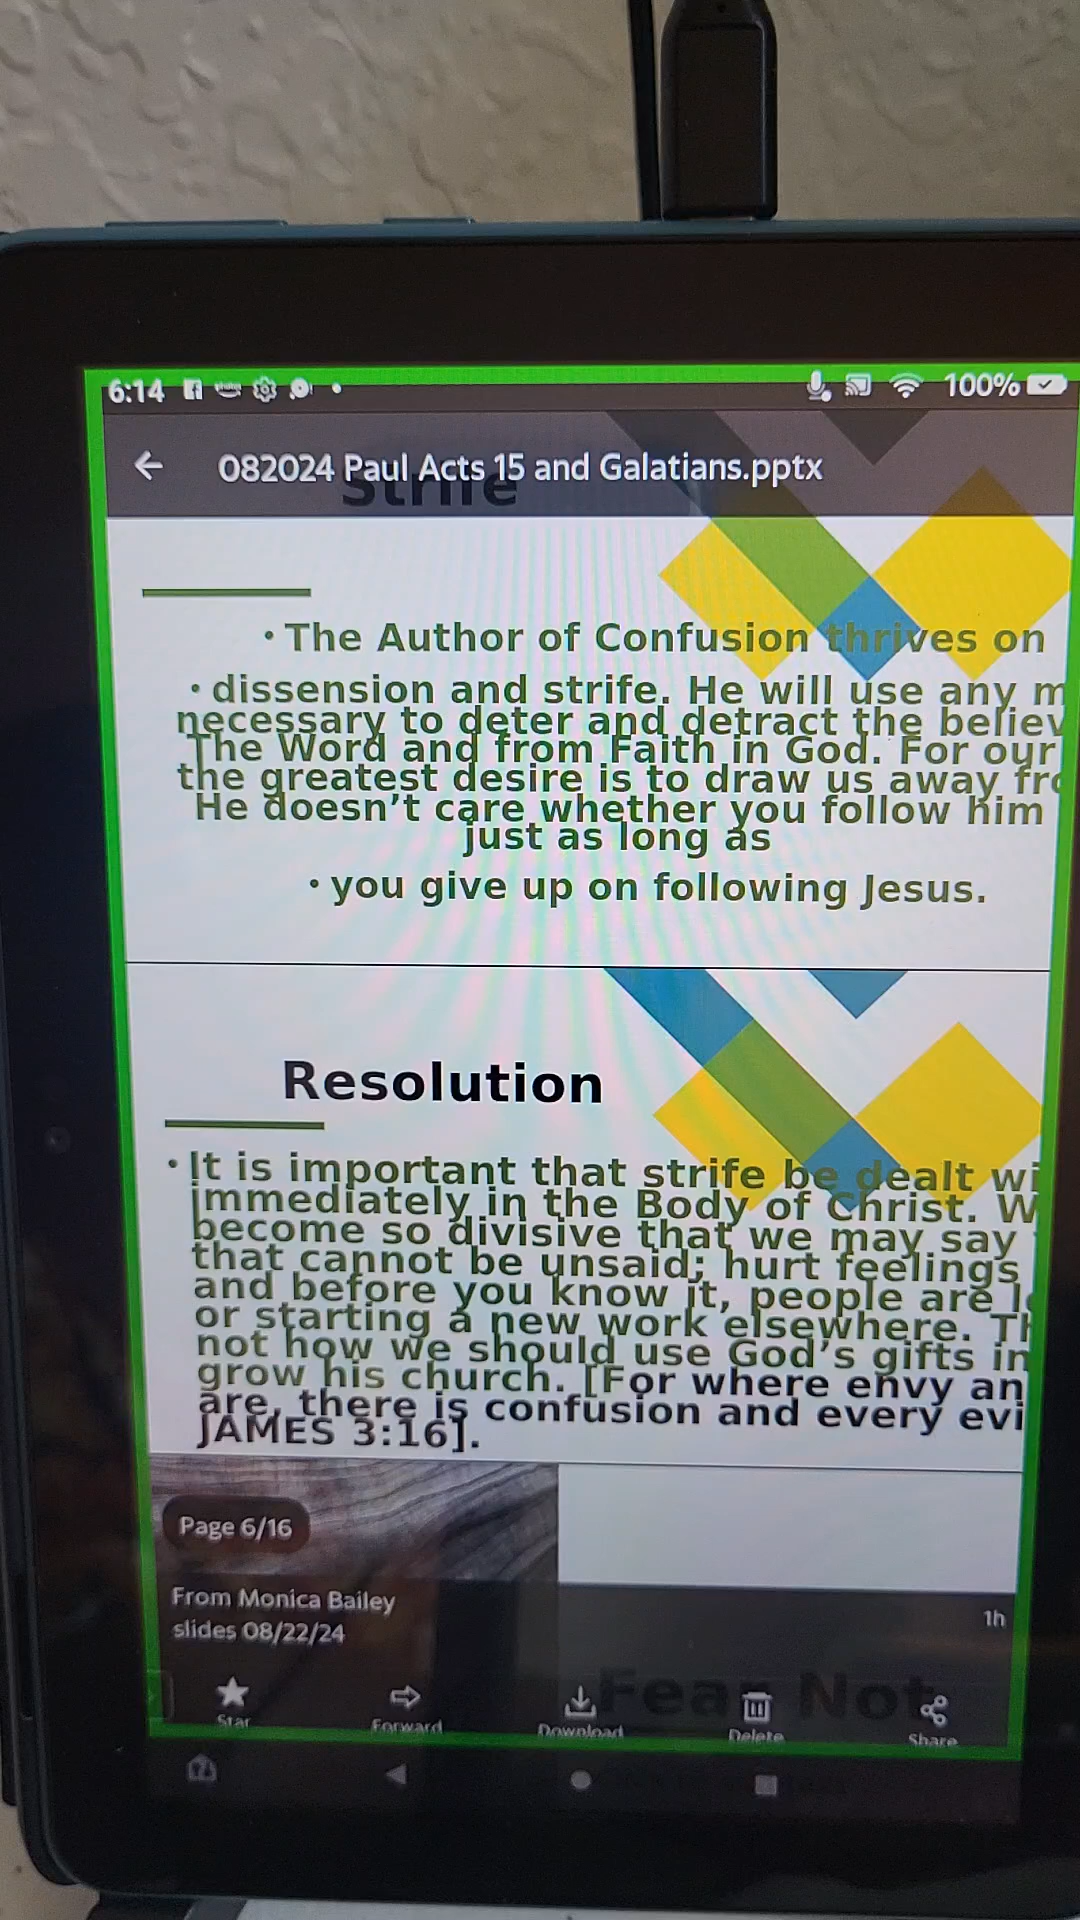 6:14
100%
082024 Paul Acts 15 and Galatians.pptx
Strife
• The Author of Confusion thrives on
• dissension and strife. He will use any
necessary to deter and detract the
The Word and from Faith in God. For our
the greatest desire is to draw us away
He doesn't care whether you follow him
just as long as
• you give up on following Jesus.
Resolution
• It is important that strife be dealt
immediately in the Body of Christ.
become so divisive that we may say
that cannot be unsaid; hurt feelings
and before you know it, people are
or starting a new work elsewhere.
not how we should use God's gifts in
grow his church. [For where envy
are, there is confusion and every
JAMES 3:16].
Page 6/16
From Monica Bailey
slides 08/22/24
1h
Fear Not
Star
Forward
Download
Delete
Share